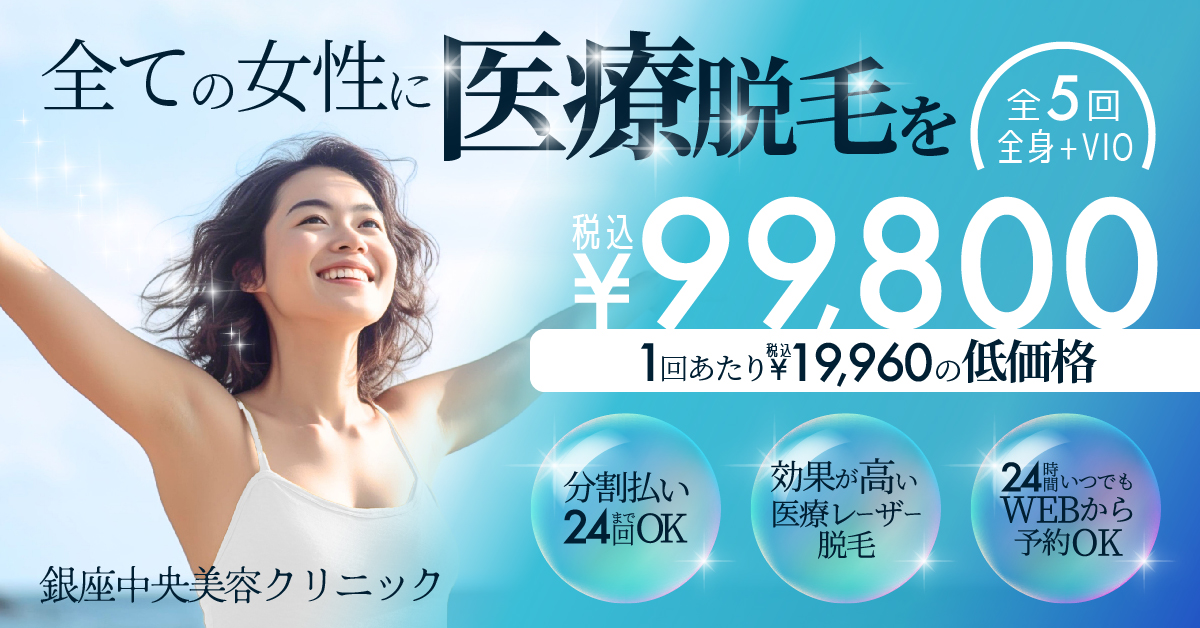 全ての女性に医療脱毛を
全5回
全身+VIO
税込
¥99,800
1回あたり税込¥19,960の低価格
分割払い
24回までOK
効果が高い
医療レーザー
脱毛
24時間いつでも
WEBから
予約OK
銀座中央美容クリニック